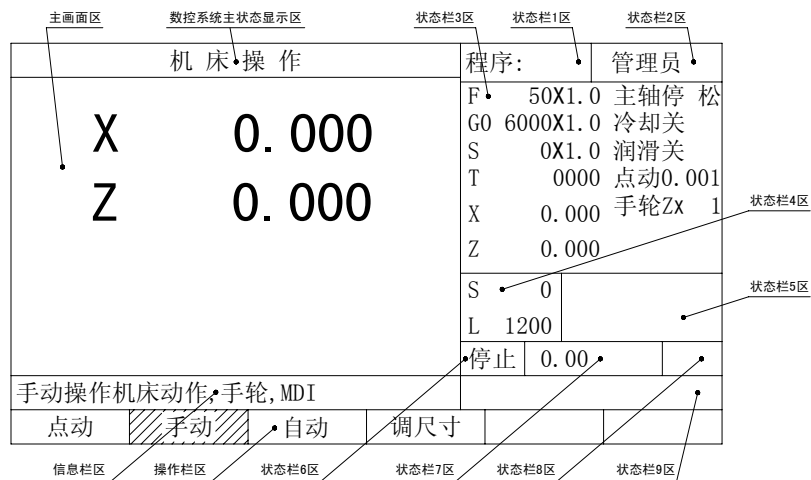 主画面区 数控系统主状态显示区 状态栏3区 状态栏1区 状态栏2区
机 床 操 作 程序: 管理员
F 50X1.0 主轴停 松
G0 6000X1.0 冷却关
S 0X1.0 润滑关
T 0000 点动0.001
X 0.000 手轮Zx 1
Z 0.000
X 0.000
Z 0.000
状态栏4区
S 0
L 1200
状态栏5区
停止 0.00
手动操作机床动作,手轮,MDI
点动 手动 自动 调尺寸
信息栏区 操作栏区 状态栏6区 状态栏7区 状态栏8区 状态栏9区